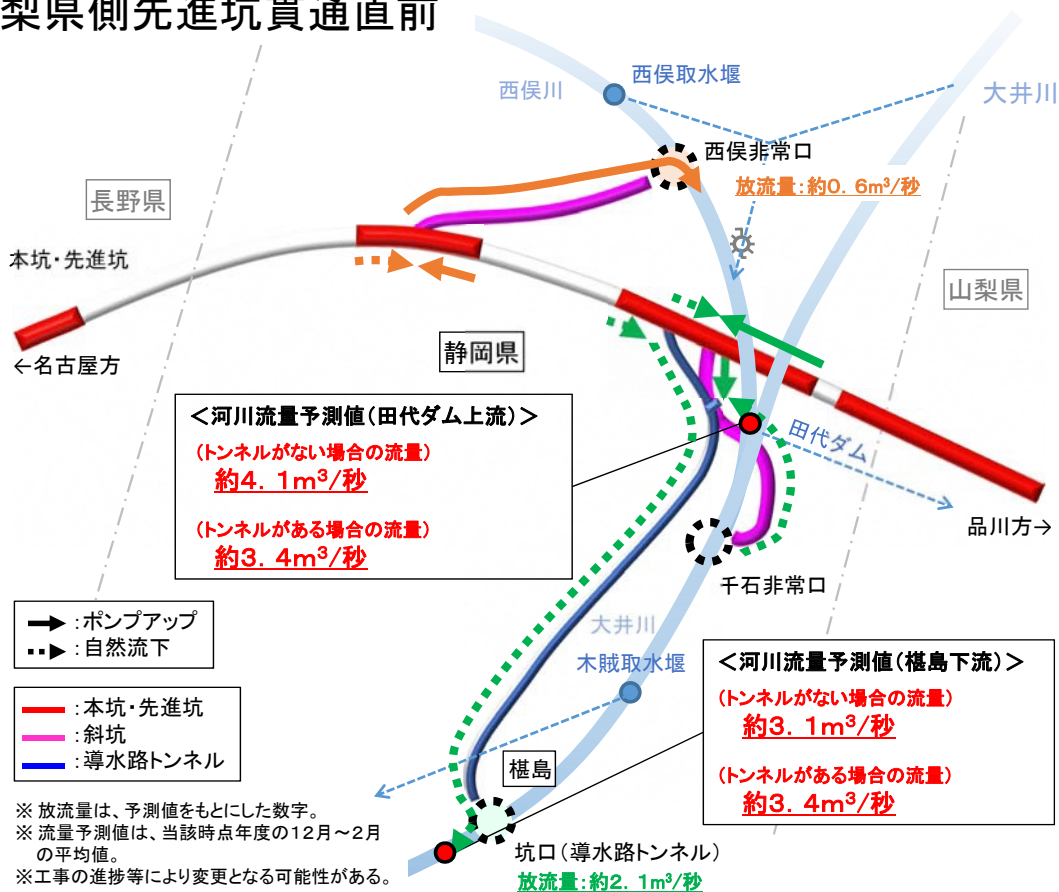 梨県側先進坑貫通直前
西俣川
西俣取水堰
大井川
西俣非常口
放流量:約0.6m³/秒
長野県
本坑・先進坑
山梨県
←名古屋方
静岡県
<河川流量予測値(田代ダム上流)>
(トンネルがない場合の流量)
約4.1m³/秒
(トンネルがある場合の流量)
約3.4m³/秒
田代ダム
品川方→
千石非常口
:ポンプアップ
:自然流下
大井川
木賊取水堰
<河川流量予測値(椹島下流)>
(トンネルがない場合の流量)
約3.1m³/秒
(トンネルがある場合の流量)
約3.4m³/秒
:本坑・先進坑
:斜坑
:導水路トンネル
椹島
※ 放流量は、予測値をもとにした数字。
※ 流量予測値は、当該時点年度の12月~2月
の平均値。
※工事の進捗等により変更となる可能性がある。
坑口(導水路トンネル)
放流量:約2.1m³/秒